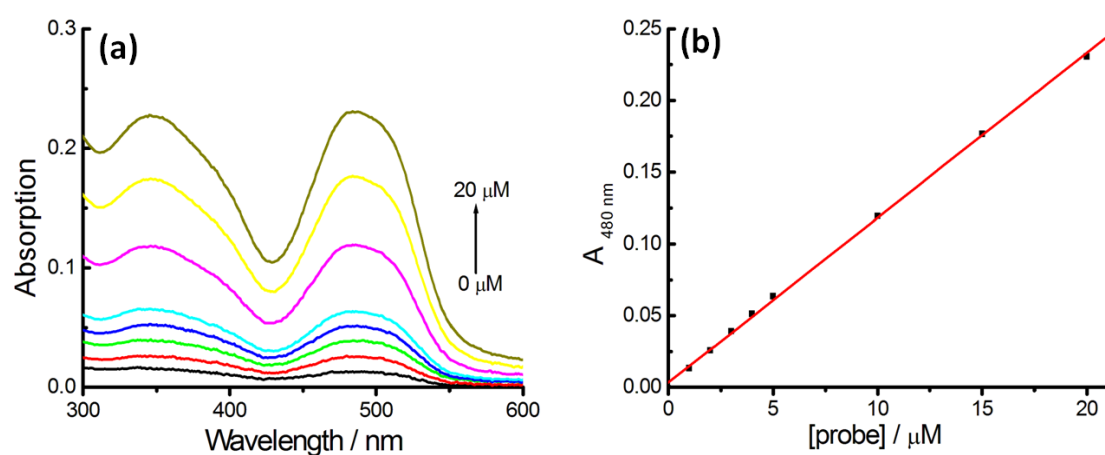 (a)
0.3
0.2
0.1
0.0
Absorption
20 μM
0 μM
300
400
500
600
Wavelength / nm
(b)
0.25
0.20
0.15
0.10
0.05
0.00
A 480 nm
0
5
10
15
20
[probe] / μM